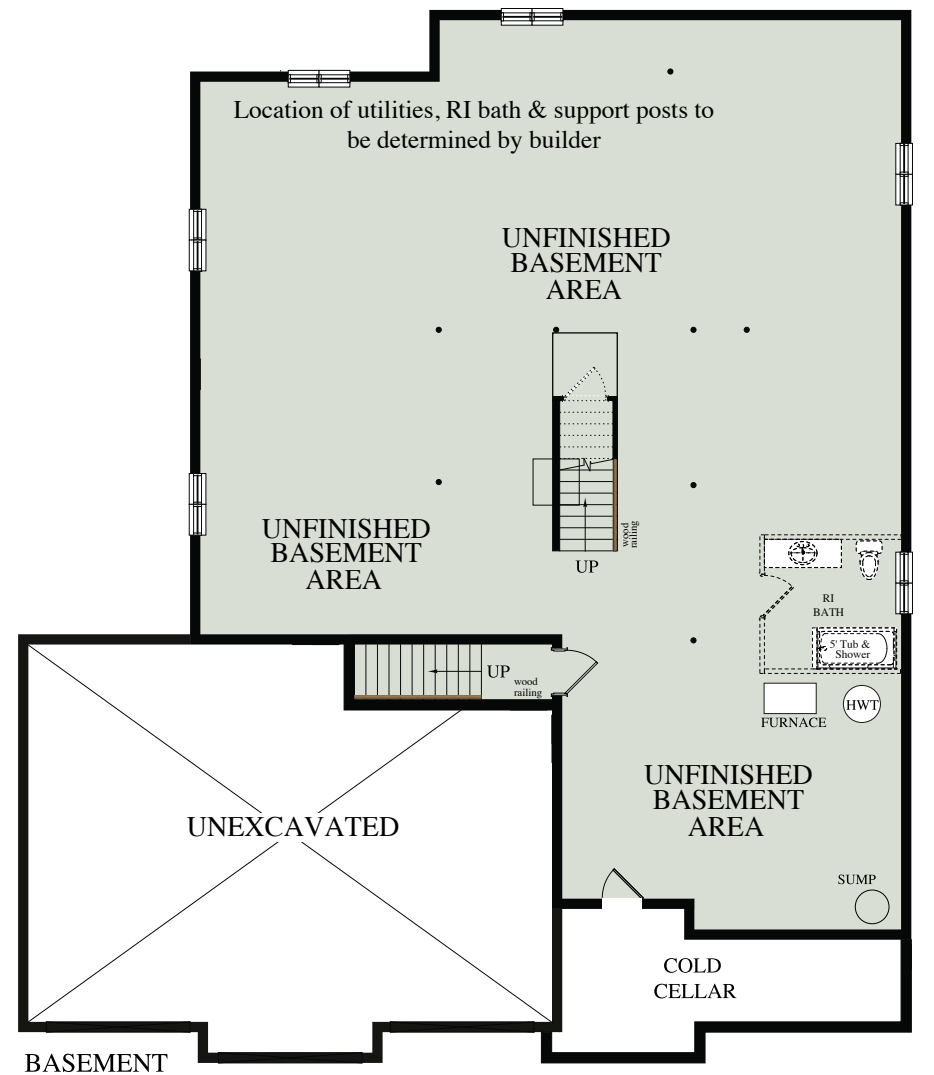 Location of utilities, RI bath & support posts to
be determined by builder
UNFINISHED
BASEMENT
AREA
wood
railing
UP
UNFINISHED
BASEMENT
AREA
RI
BATH
5' Tub &
Shower
UP
wood
railing
FURNACE
HWT
UNFINISHED
BASEMENT
AREA
UNEXCAVATED
SUMP
COLD
CELLAR
BASEMENT